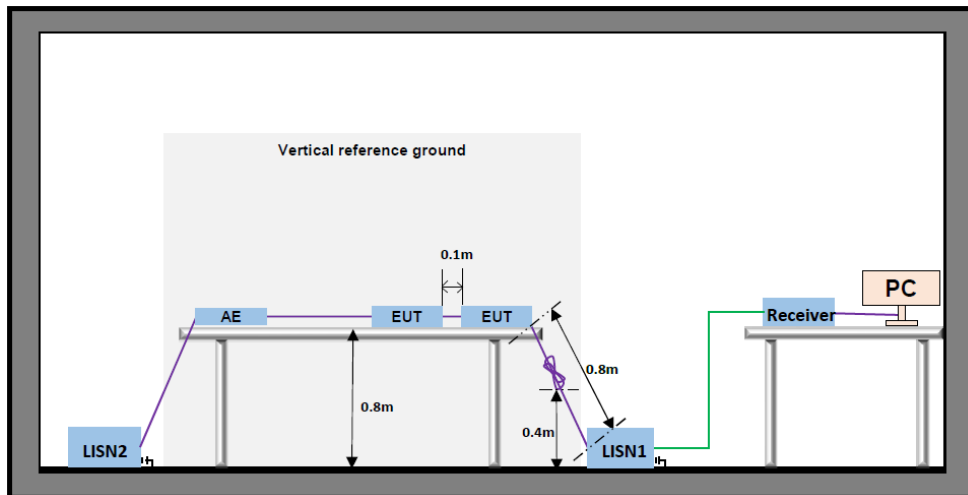 Vertical reference ground
0.1m
PC
AE
EUT
EUT
Receiver
0.8m
0.8m
0.4m
LISN2
LISN1